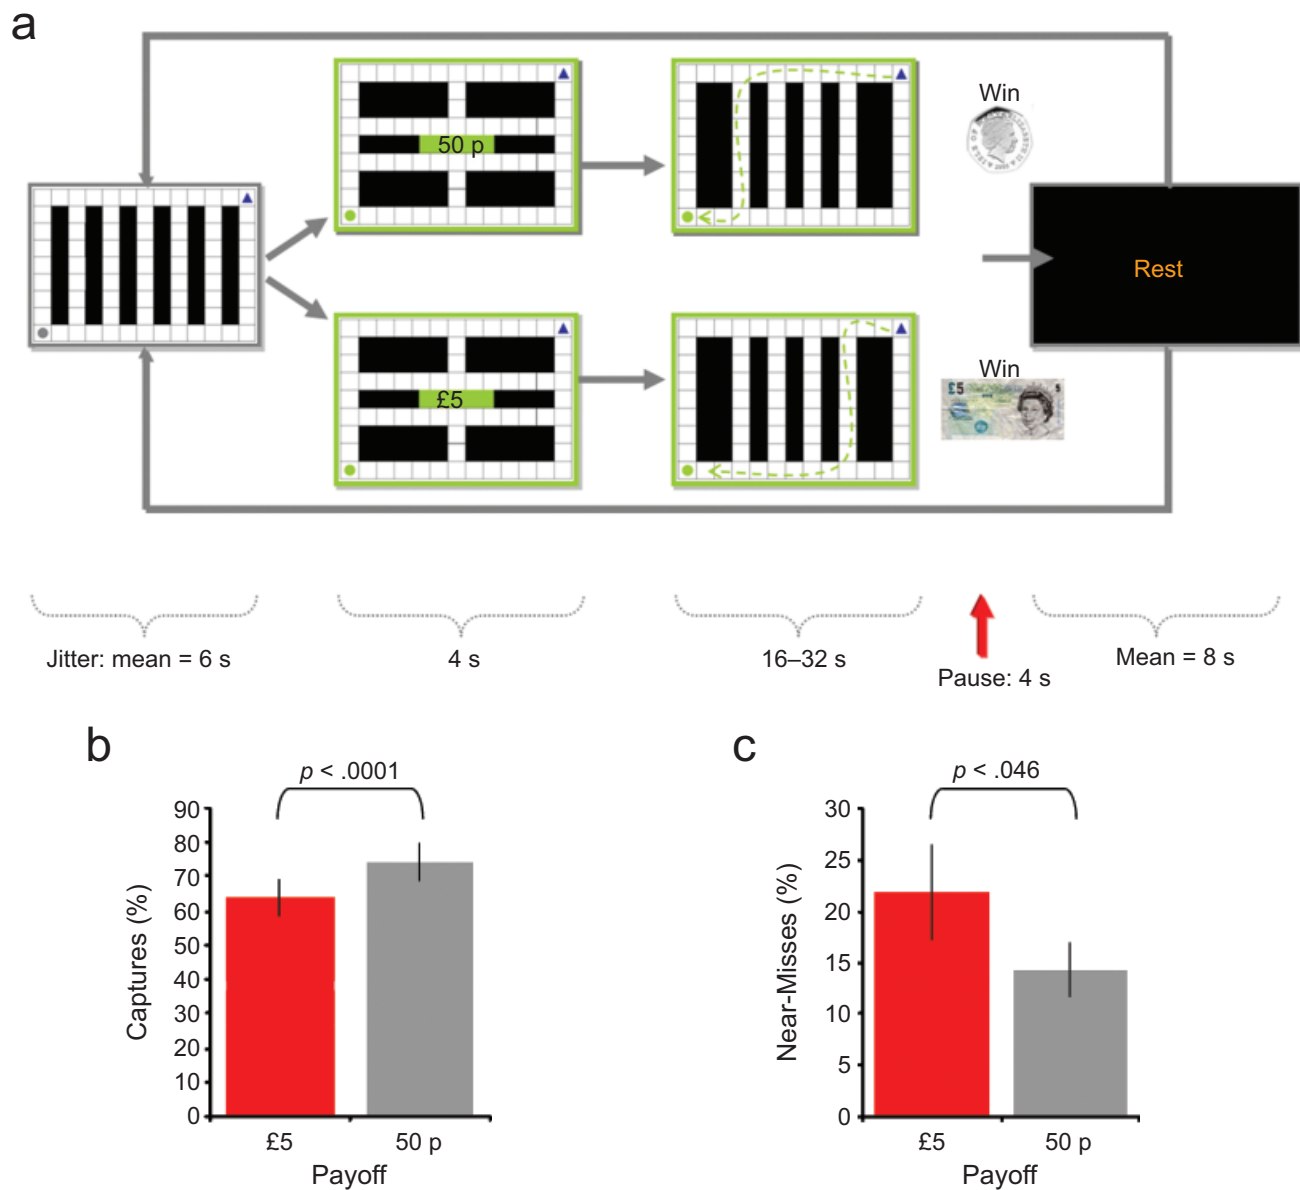 a
Win
50 p
Rest
£5
Win
£5
5
Jitter: mean = 6 s
4 s
16–32 s
Pause: 4 s
Mean = 8 s
b
p < .0001
90
80
70
60
50
40
30
20
10
0
Captures (%)
£5
50 p
Payoff
c
p < .046
30
25
20
15
10
5
0
Near-Misses (%)
£5
50 p
Payoff